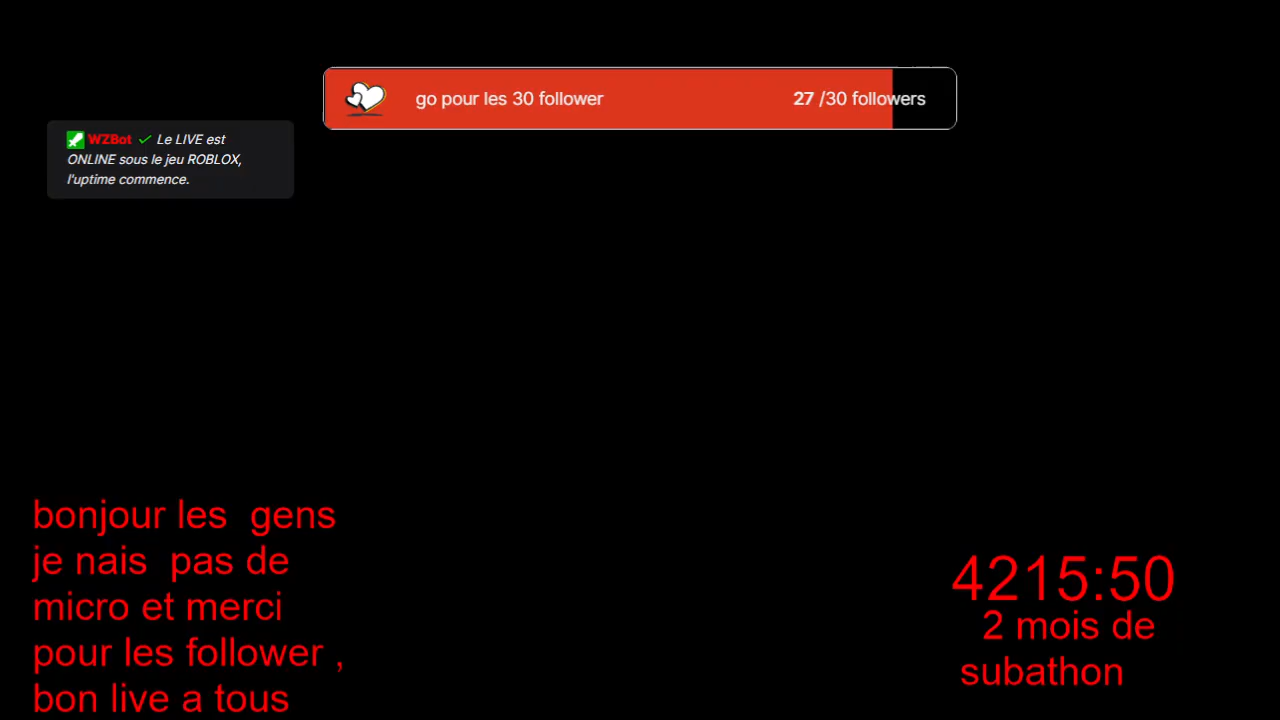 go pour les 30 follower 27 /30 followers
WZBot ✓ Le LIVE est
ONLINE sous le jeu ROBLOX,
l'uptime commence.
bonjour les gens
je nais pas de
micro et merci
pour les follower ,
bon live a tous
4215:50
2 mois de
subathon